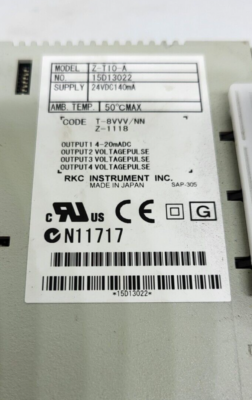 MODEL Z-TIO-A
NO. 15D13022
SUPPLY 24VDC140mA
AMB. TEMP. 50°CMAX
CODE T-8VVV/NN
Z-1118
OUTPUT1 4-20mADC
OUTPUT2 VOLTAGEPULSE
OUTPUT3 VOLTAGEPULSE
OUTPUT4 VOLTAGEPULSE
RKC INSTRUMENT INC.
MADE IN JAPAN SAP-305
c UL us CE G
N11717
*15D13022*